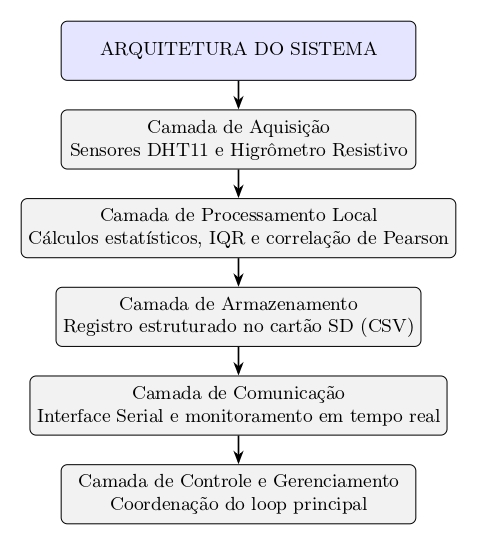 ARQUITETURA DO SISTEMA
Camada de Aquisição
Sensores DHT11 e Higrômetro Resistivo
Camada de Processamento Local
Cálculos estatísticos, IQR e correlação de Pearson
Camada de Armazenamento
Registro estruturado no cartão SD (CSV)
Camada de Comunicação
Interface Serial e monitoramento em tempo real
Camada de Controle e Gerenciamento
Coordenação do loop principal